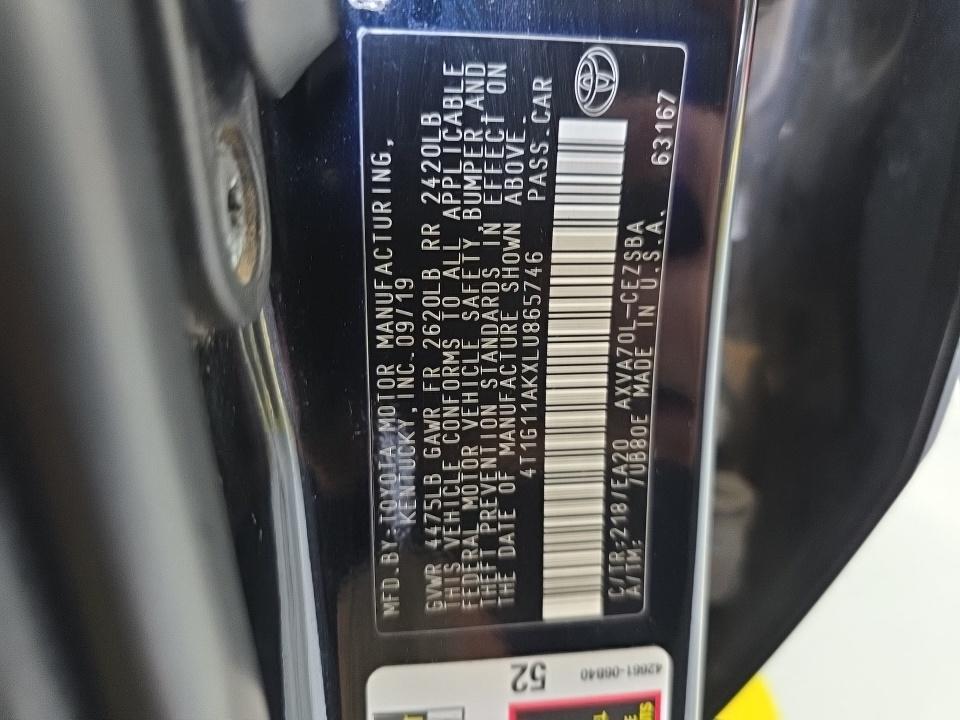 MFD.BY:TOYOTA MOTOR MANUFACTURING,
KENTUCKY,INC.09/19
GVWR 4475LB GAWR FR 2620LB RR 2420LB
THIS VEHICLE CONFORMS TO ALL APPLICABLE
FEDERAL MOTOR VEHICLE SAFETY,BUMPER,AND
THEFT PREVENTION STANDARDS IN EFFECT ON
THE DATE OF MANUFACTURE SHOWN ABOVE.
4T1G11AKXLU865746 PASS.CAR
C/TR:218/EA20 AXVA70L-CEZSBA
A/TM: /UB80E MADE IN U.S.A. 63167
52
42661-06B40